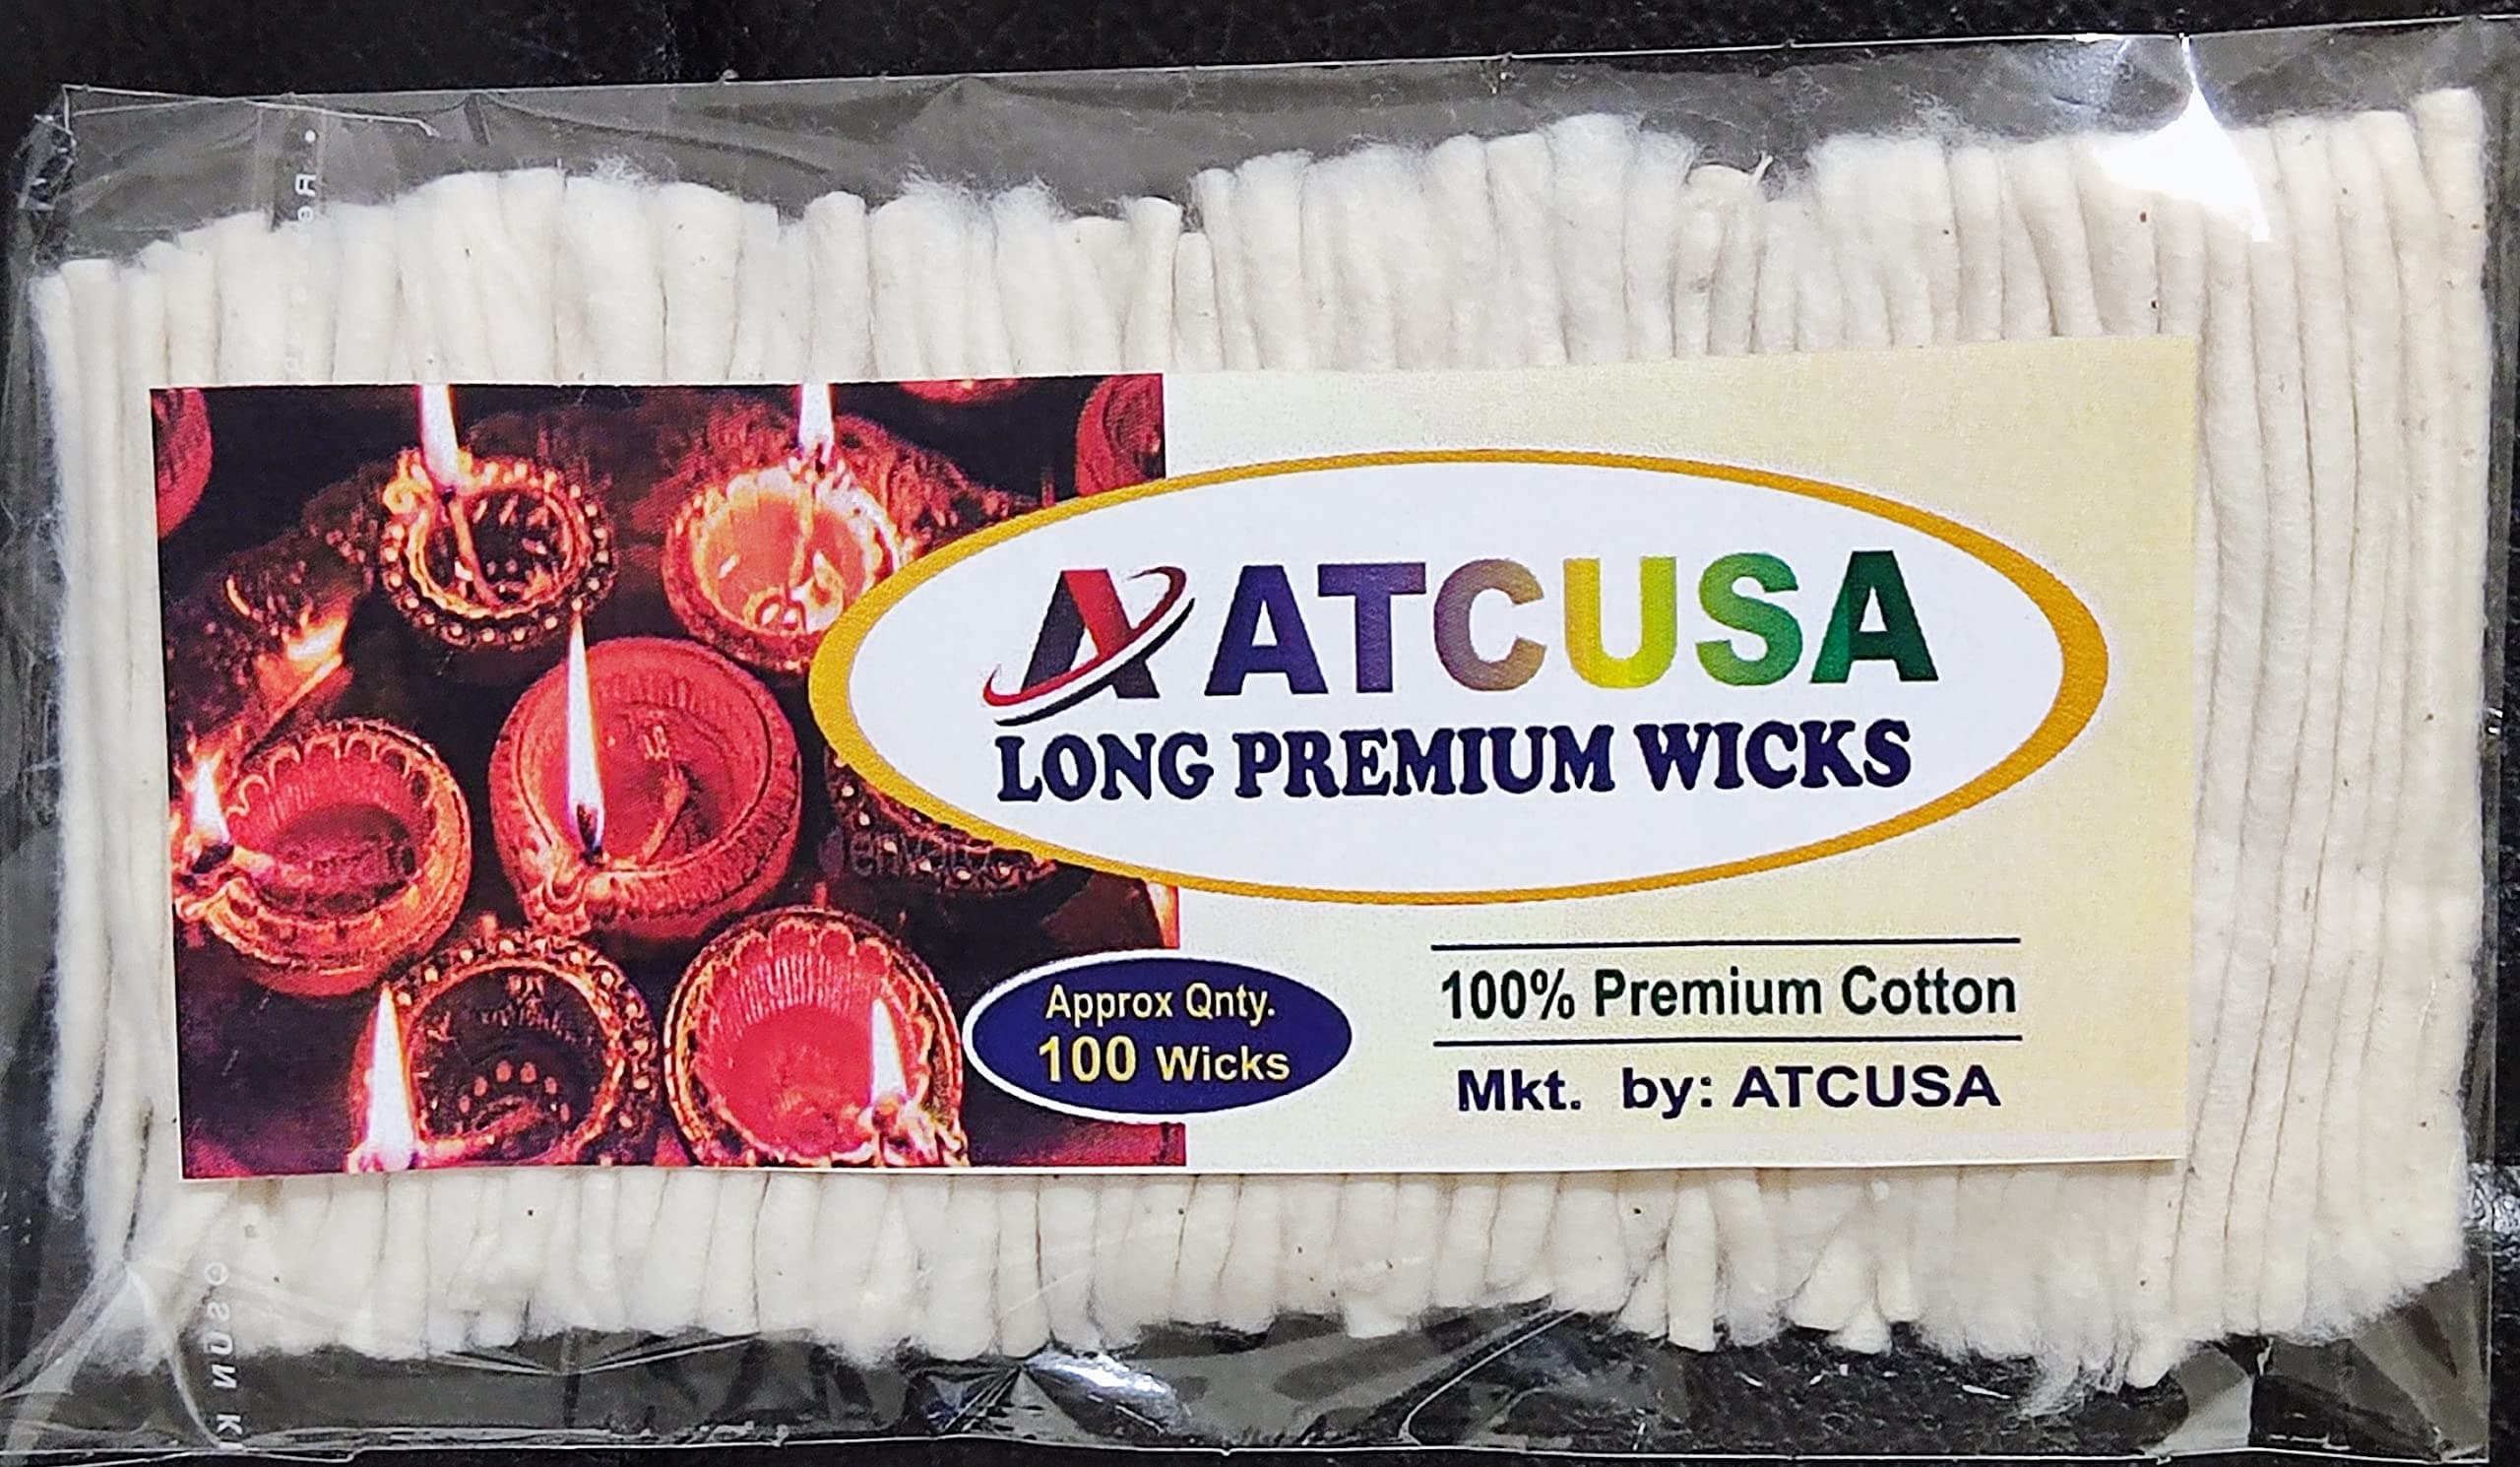 ATCUSA
LONG PREMIUM WICKS
Approx Qnty.
100 Wicks
100% Premium Cotton
Mkt. by: ATCUSA